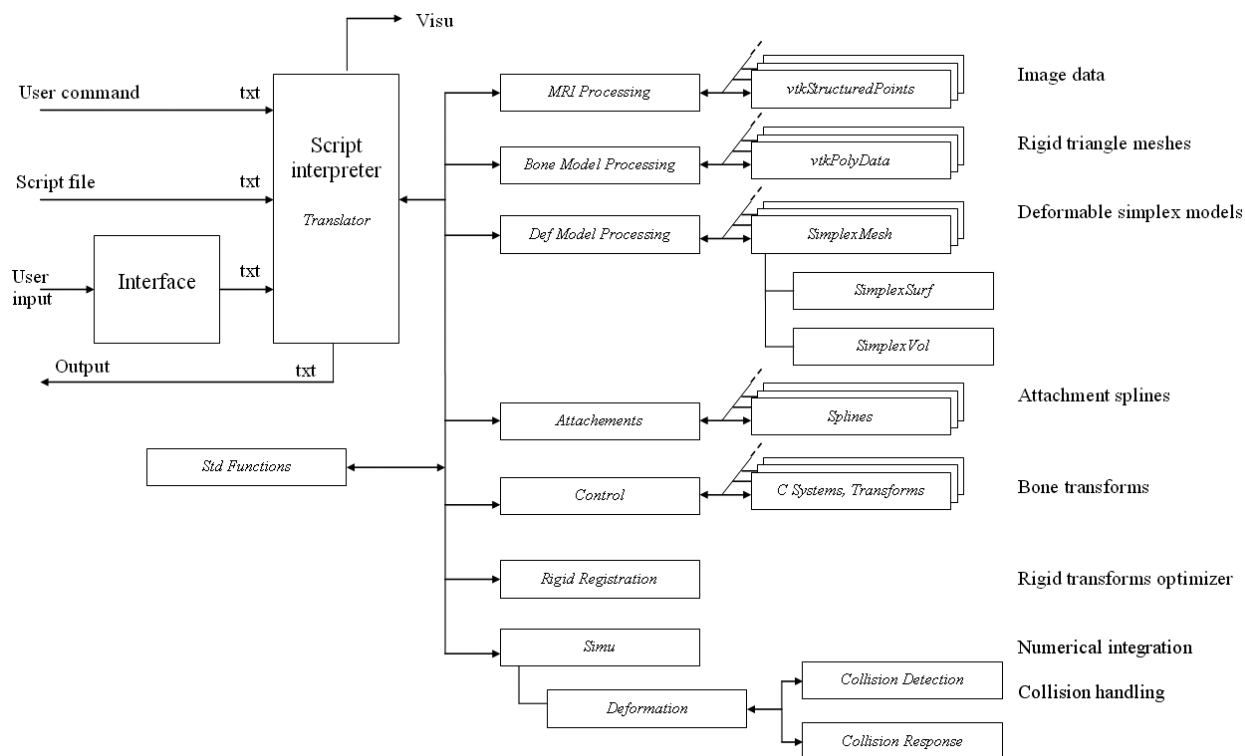 Visu
User command
txt
Script file
txt
User
input
Interface
txt
Output
txt
Script
interpreter
Translator
Std Functions
MRI Processing
vtkStructuredPoints
Image data
Bone Model Processing
vtkPolyData
Rigid triangle meshes
Def Model Processing
SimplexMesh
Deformable simplex models
SimplexSurf
SimplexVol
Attachements
Splines
Attachment splines
Control
C Systems, Transforms
Bone transforms
Rigid Registration
Rigid transforms optimizer
Simu
Numerical integration
Deformation
Collision Detection
Collision handling
Collision Response